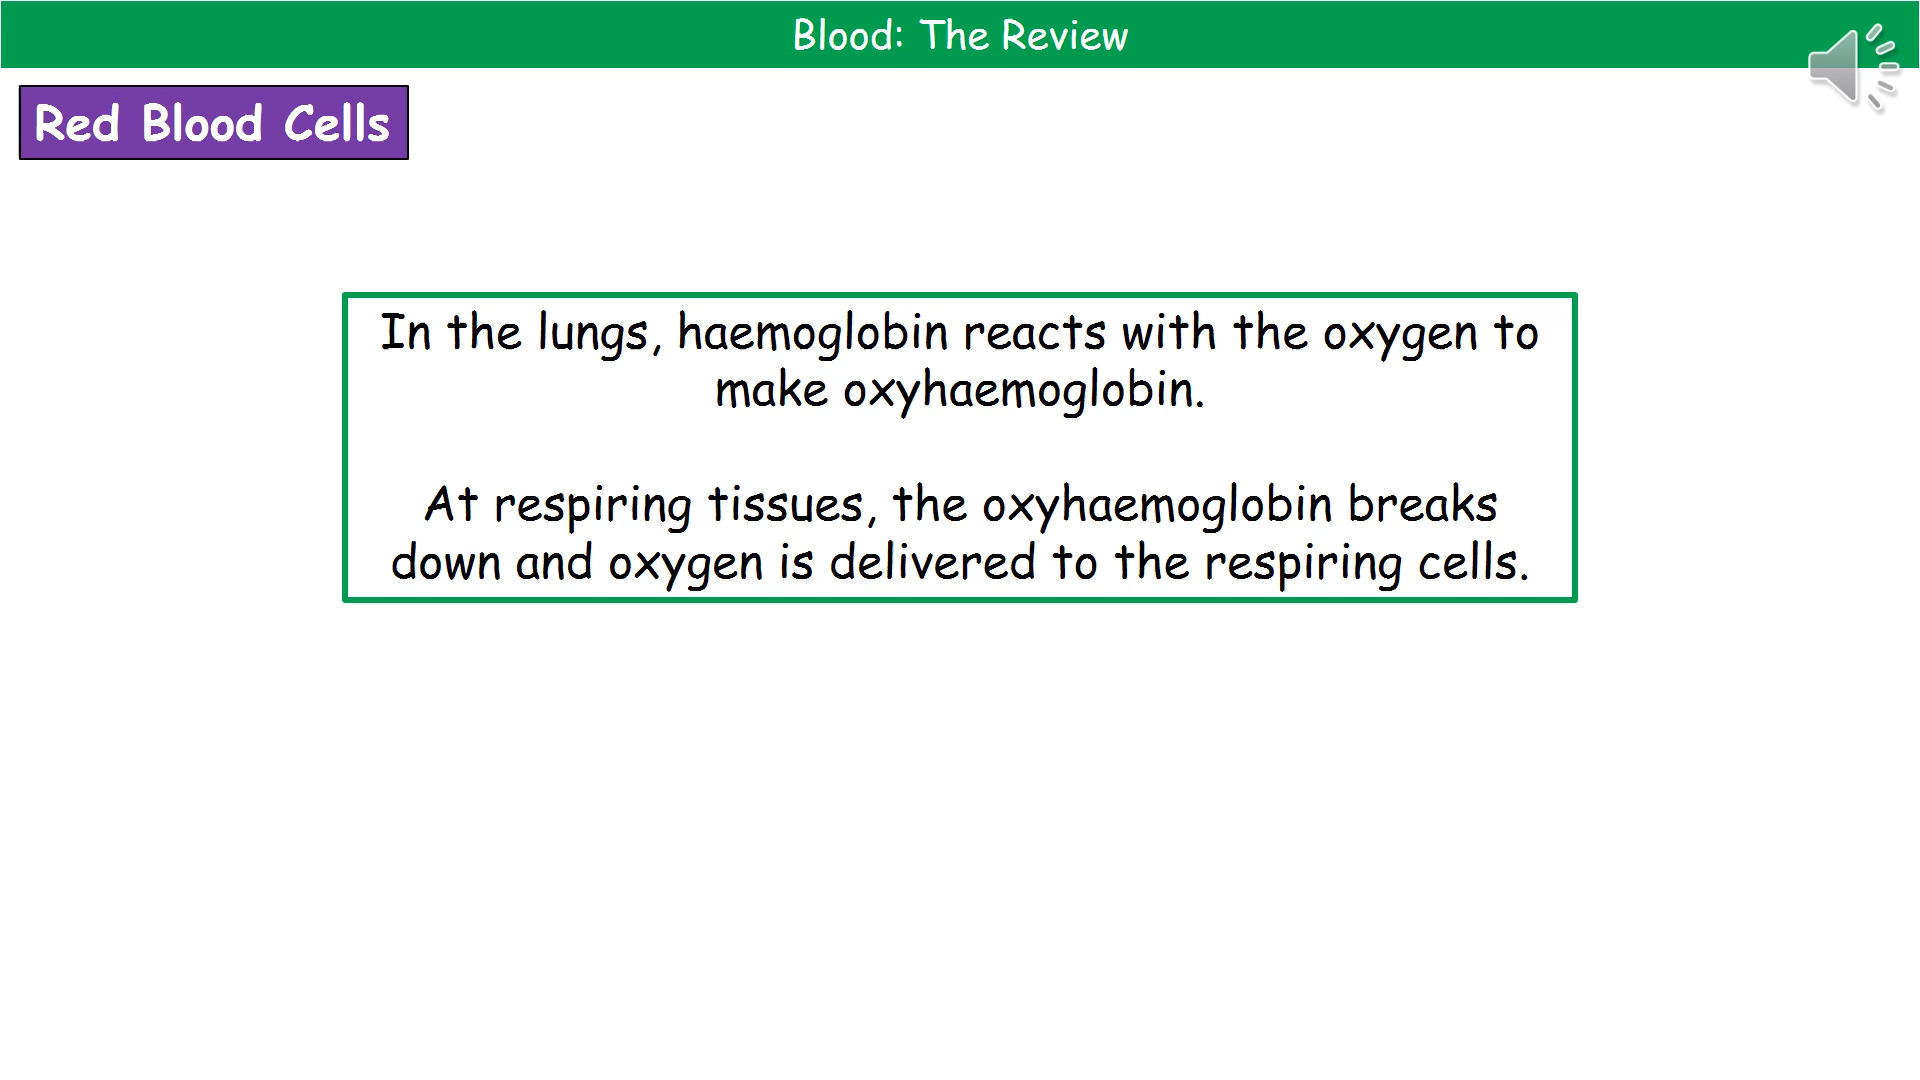 Blood: The Review
Red Blood Cells
In the lungs, haemoglobin reacts with the oxygen to
make oxyhaemoglobin.
At respiring tissues, the oxyhaemoglobin breaks
down and oxygen is delivered to the respiring cells.